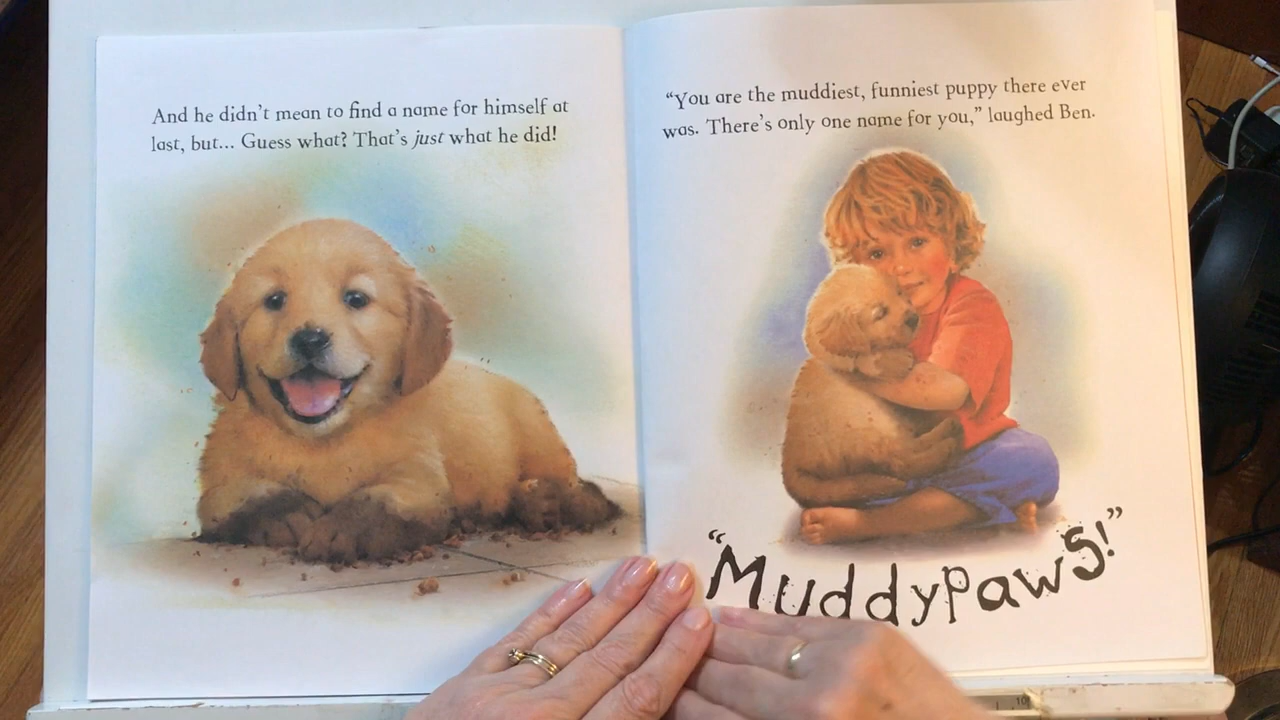 And he didn't mean to find a name for himself at
last, but... Guess what? That's just what he did!
“You are the muddiest, funniest puppy there ever
was. There's only one name for you,” laughed Ben.
“Muddypaws!”
10